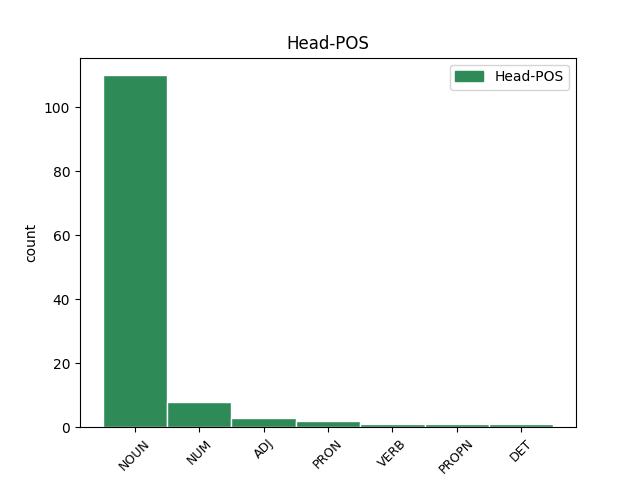 Head-POS
Head-POS
count
100
80
60
40
20
0
NOUN
NUM
ADJ
PRON
VERB
PROPN
DET